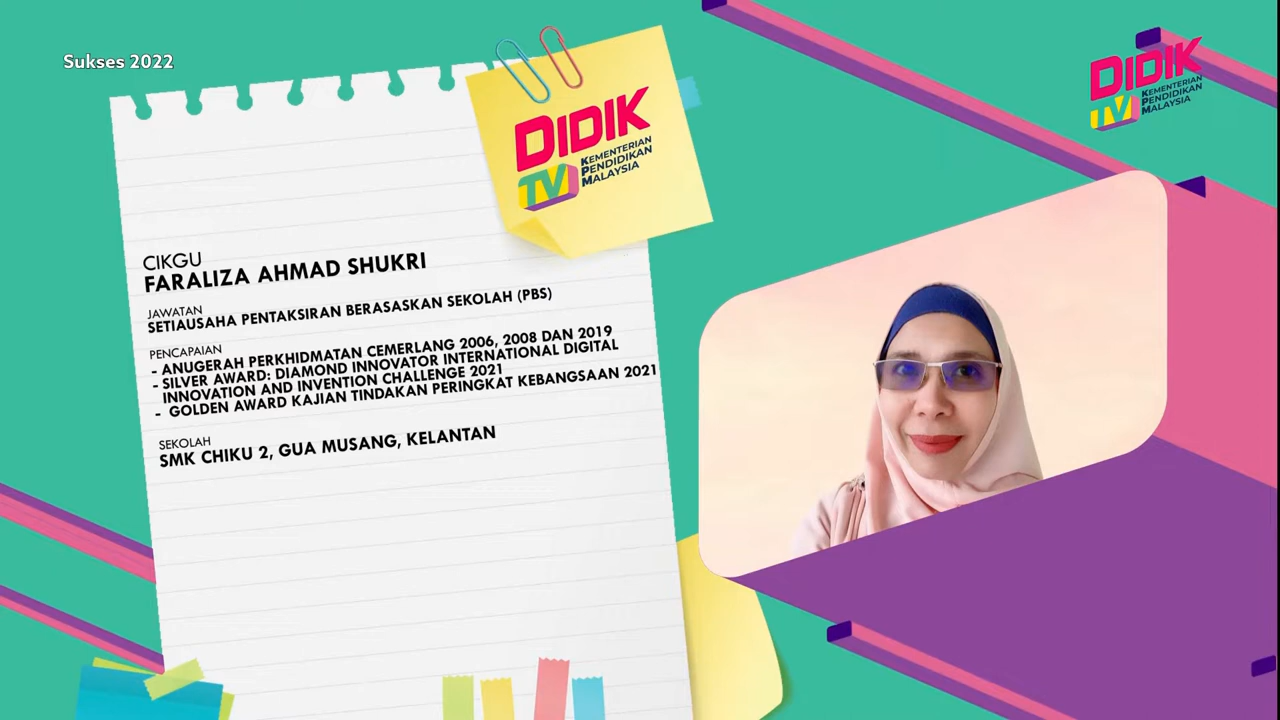 Sukses 2022
DIDIK
TV
KEMENTERIAN
PENDIDIKAN
MALAYSIA
DIDIK
TV
KEMENTERIAN
PENDIDIKAN
MALAYSIA
CIKGU
FARALIZA AHMAD SHUKRI
JAWATAN
SETIAUSAHA PENTAKSIRAN BERASASKAN SEKOLAH (PBS)
PENCAPAIAN
- ANUGERAH PERKHIDMATAN CEMERLANG 2006, 2008 DAN 2019
- SILVER AWARD: DIAMOND INNOVATOR INTERNATIONAL DIGITAL
INNOVATION AND INVENTION CHALLENGE 2021
- GOLDEN AWARD KAJIAN TINDAKAN PERINGKAT KEBANGSAAN 2021
SEKOLAH
SMK CHIKU 2, GUA MUSANG, KELANTAN